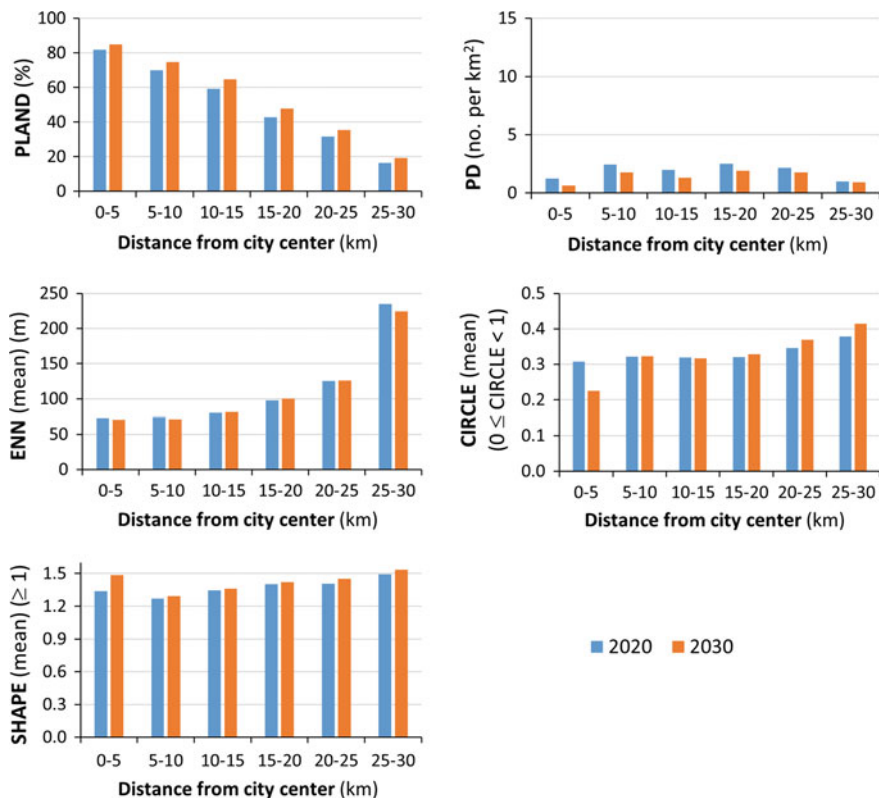 100
80
60
40
20
0
PLAND (%)
0-5 5-10 10-15 15-20 20-25 25-30
Distance from city center (km)
15
10
5
0
PD (no. per km²)
0-5 5-10 10-15 15-20 20-25 25-30
Distance from city center (km)
250
200
150
100
50
0
ENN (mean) (m)
0-5 5-10 10-15 15-20 20-25 25-30
Distance from city center (km)
0.5
0.4
0.3
0.2
0.1
0.0
CIRCLE (mean)
(0 ≤ CIRCLE < 1)
0-5 5-10 10-15 15-20 20-25 25-30
Distance from city center (km)
1.5
1.2
0.9
0.6
0.3
0.0
SHAPE (mean) (≥ 1)
0-5 5-10 10-15 15-20 20-25 25-30
Distance from city center (km)
2020 2030